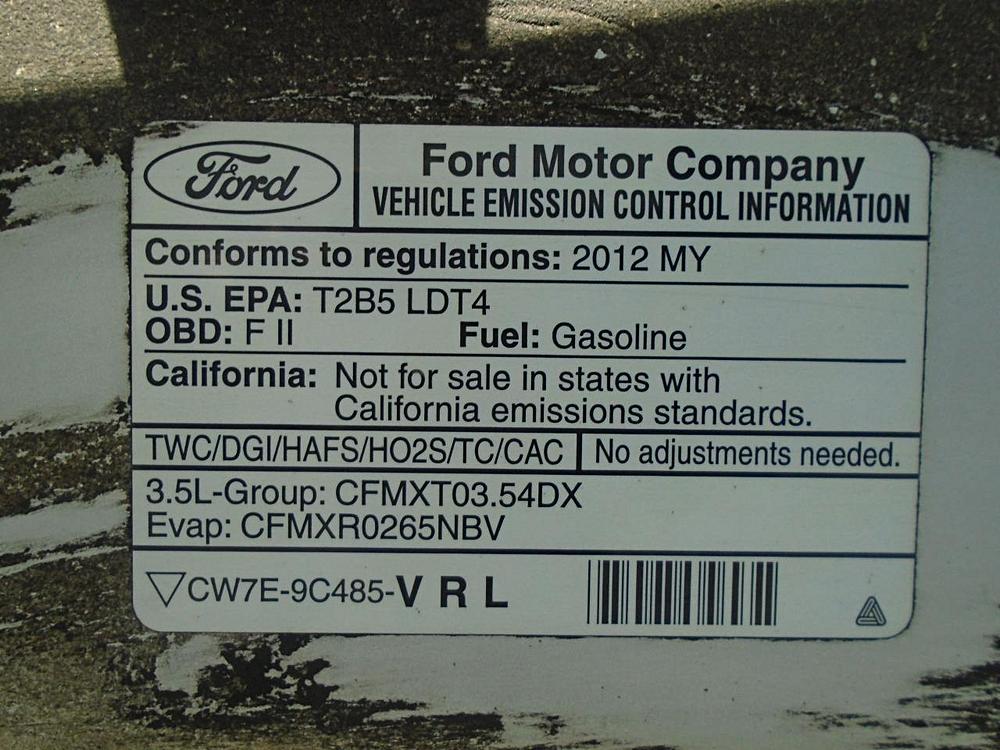 Ford
Ford Motor Company
VEHICLE EMISSION CONTROL INFORMATION
Conforms to regulations: 2012 MY
U.S. EPA: T2B5 LDT4
OBD: F II Fuel: Gasoline
California: Not for sale in states with
California emissions standards.
TWC/DGI/HAFS/HO2S/TC/CAC No adjustments needed.
3.5L-Group: CFMXT03.54DX
Evap: CFMXR0265NBV
▽CW7E-9C485-V R L